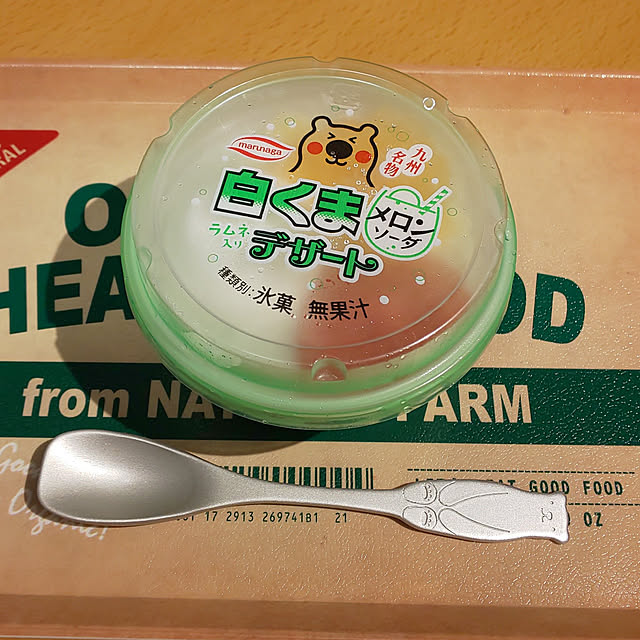 marunaga
九州名物
白くま
メロンソーダ
ラムネ入り
デザート
種類別:氷菓 無果汁
from NA
FARM
GOOD FOOD
17 2913 26974181 21
OZ